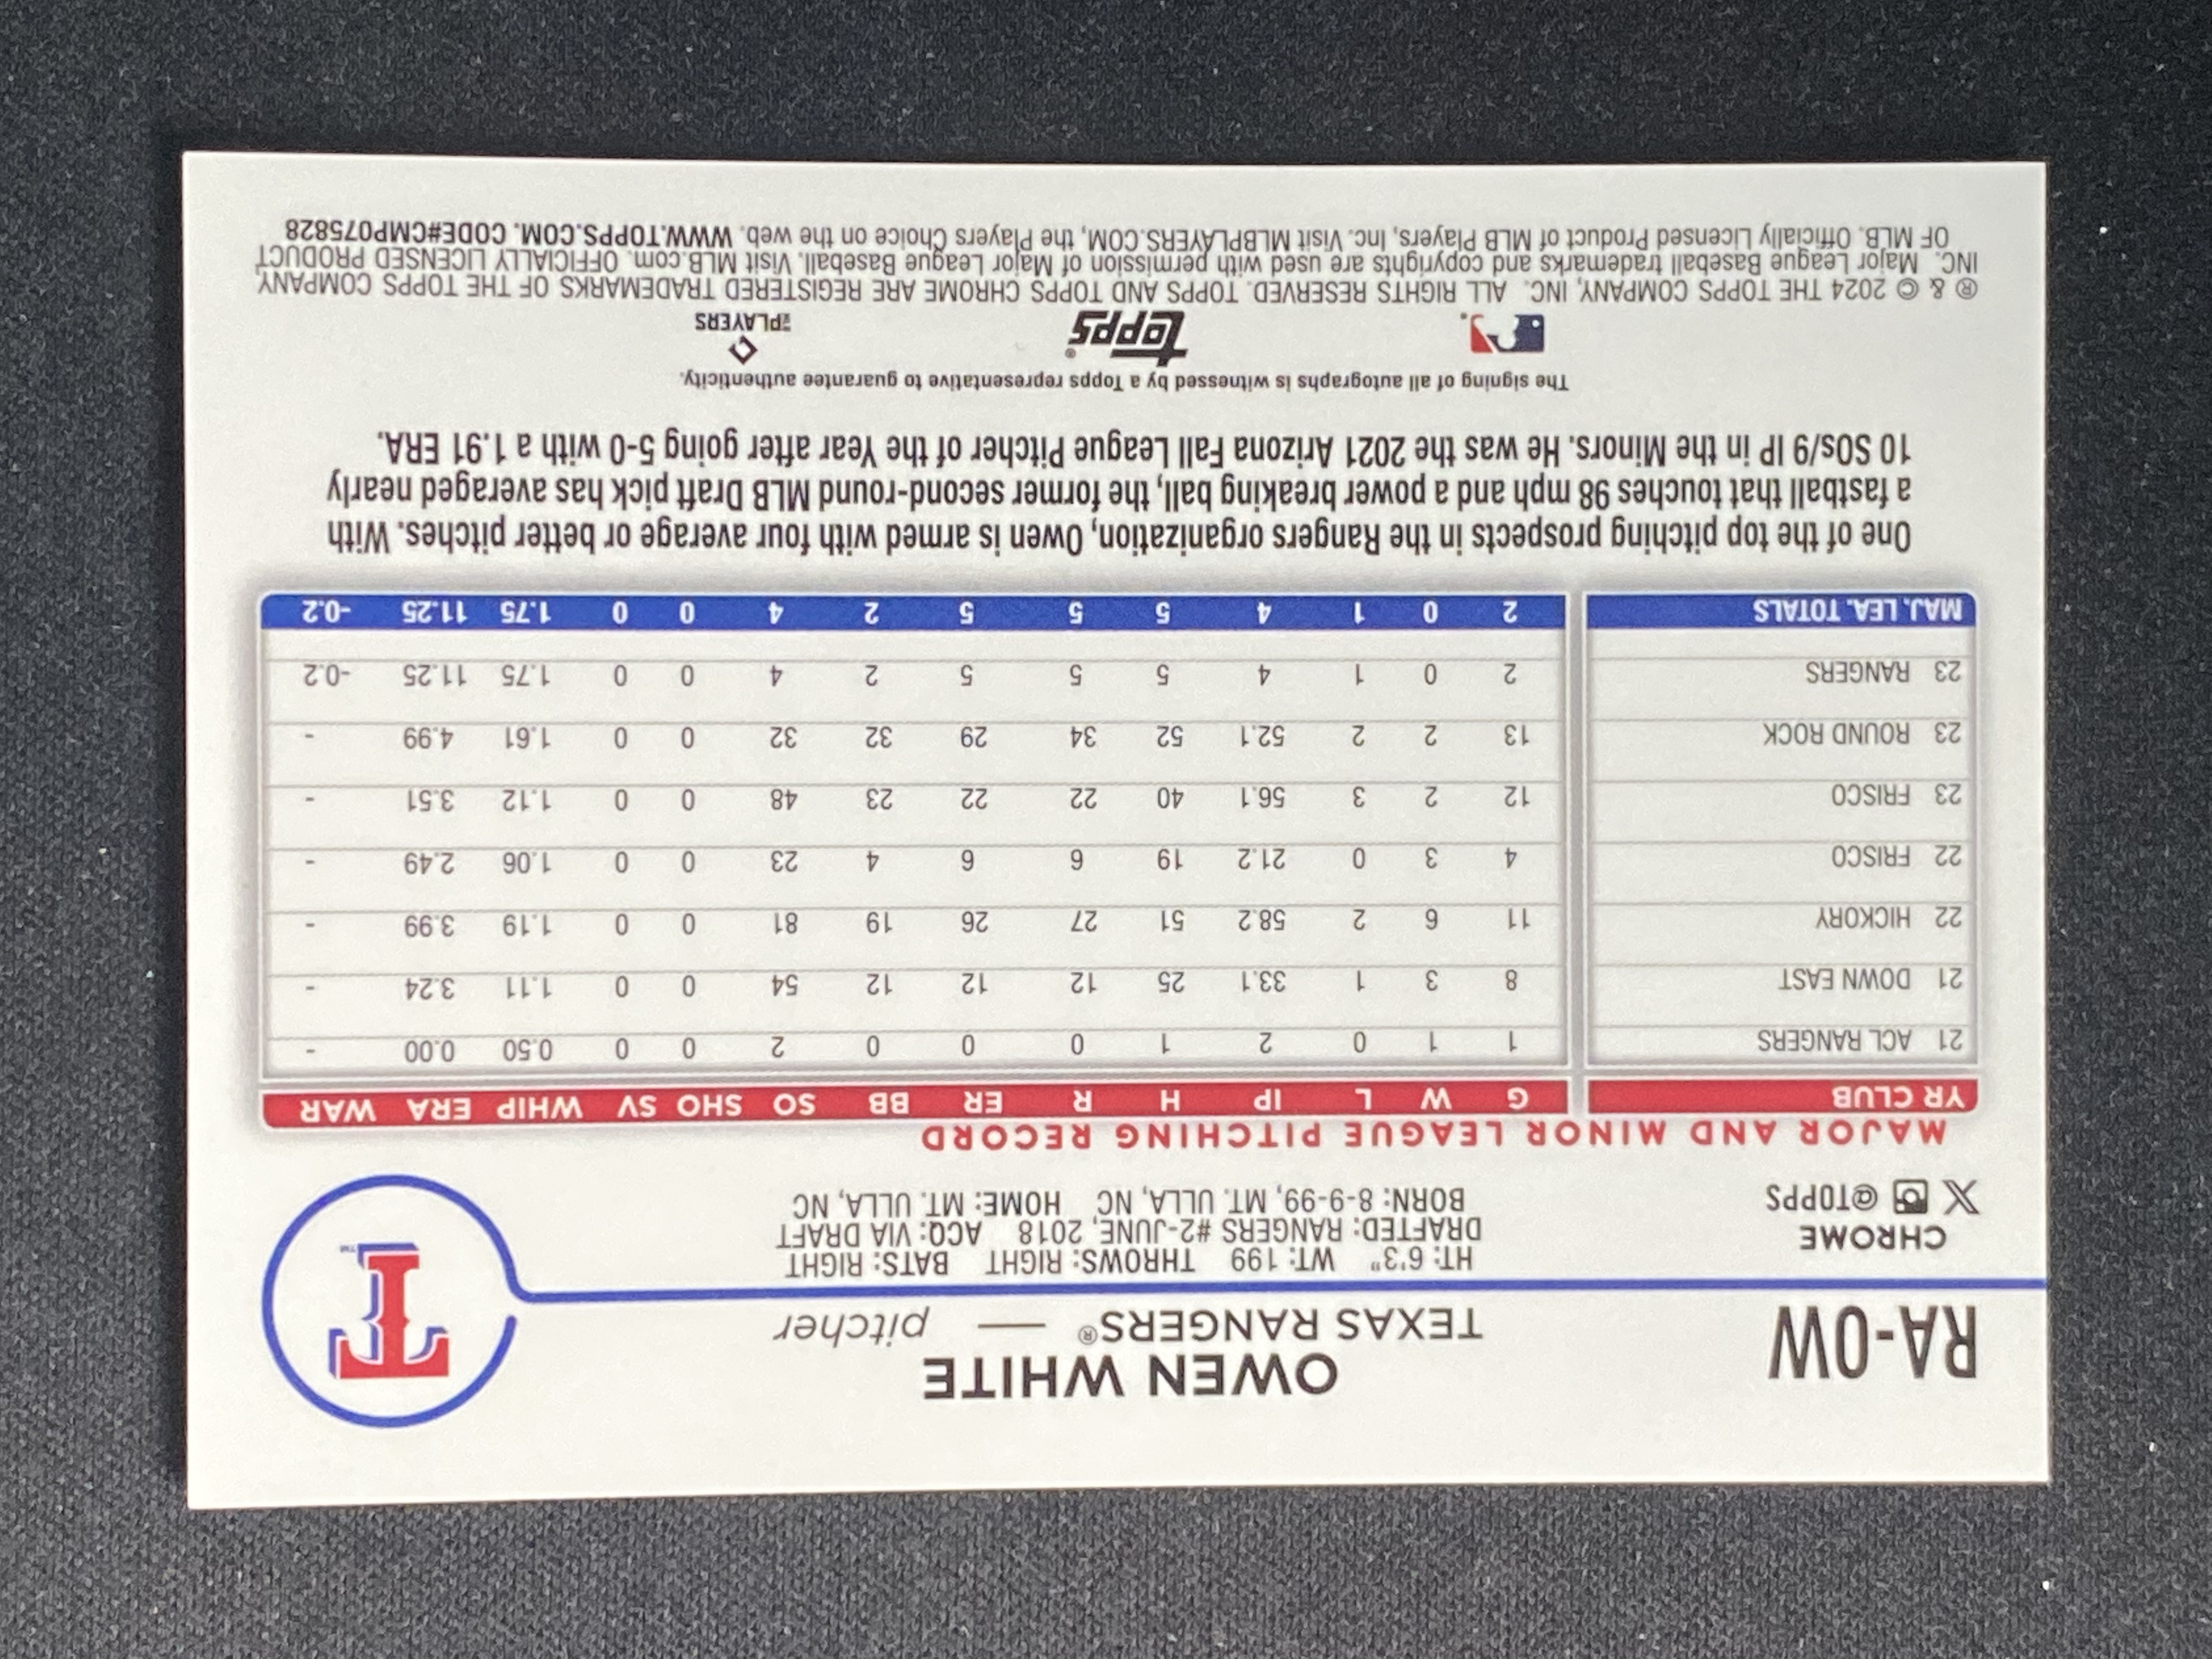 RA-OW
OWEN WHITE
TEXAS RANGERS® — pitcher
CHROME
@TOPPS
HT: 6'3" WT: 199 THROWS: RIGHT BATS: RIGHT
DRAFTED: RANGERS #2-JUNE, 2018 ACQ: VIA DRAFT
BORN: 8-9-99, MT. ULLA, NC HOME: MT. ULLA, NC
T™
MAJOR AND MINOR LEAGUE PITCHING RECORD
YR CLUB G W L IP H R ER BB SO SHO SV WHIP ERA WAR
21 ACL RANGERS 1 1 0 2 1 0 0 0 2 0 0 0.50 0.00 -
21 DOWN EAST 8 3 1 33.1 25 12 12 12 54 0 0 1.11 3.24 -
22 HICKORY 11 6 2 58.2 51 27 26 19 81 0 0 1.19 3.99 -
22 FRISCO 4 3 0 21.2 19 6 6 4 23 0 0 1.06 2.49 -
23 FRISCO 12 2 3 56.1 40 22 22 23 48 0 0 1.12 3.51 -
23 ROUND ROCK 13 2 2 52.1 52 34 29 32 32 0 0 1.61 4.99 -
23 RANGERS 2 0 1 4 5 5 5 2 4 0 0 1.75 11.25 -0.2
MAJ. LEA. TOTALS 2 0 1 4 5 5 5 2 4 0 0 1.75 11.25 -0.2
One of the top pitching prospects in the Rangers organization, Owen is armed with four average or better pitches. With
a fastball that touches 98 mph and a power breaking ball, the former second-round MLB Draft pick has averaged nearly
10 SOs/9 IP in the Minors. He was the 2021 Arizona Fall League Pitcher of the Year after going 5-0 with a 1.91 ERA.
The signing of all autographs is witnessed by a Topps representative to guarantee authenticity.
topps®
PLAYERS
® & © 2024 THE TOPPS COMPANY, INC. ALL RIGHTS RESERVED. TOPPS AND TOPPS CHROME ARE REGISTERED TRADEMARKS OF THE TOPPS COMPANY
INC. Major League Baseball trademarks and copyrights are used with permission of Major League Baseball. Visit MLB.com. OFFICIALLY LICENSED PRODUCT
OF MLB. Officially Licensed Product of MLB Players, Inc. Visit MLBPLAYERS.COM, the Players Choice on the web. WWW.TOPPS.COM. CODE#CMP075828